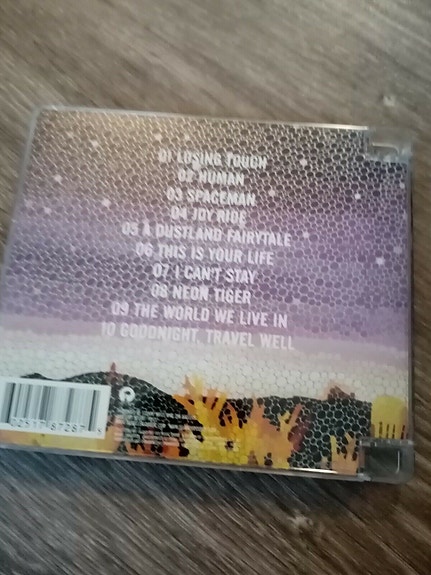 01 LOSING TOUCH
02 HUMAN
03 SPACEMAN
04 JOY RIDE
05 A DUSTLAND FAIRYTALE
06 THIS IS YOUR LIFE
07 I CAN'T STAY
08 NEON TIGER
09 THE WORLD WE LIVE IN
10 GOODNIGHT, TRAVEL WELL